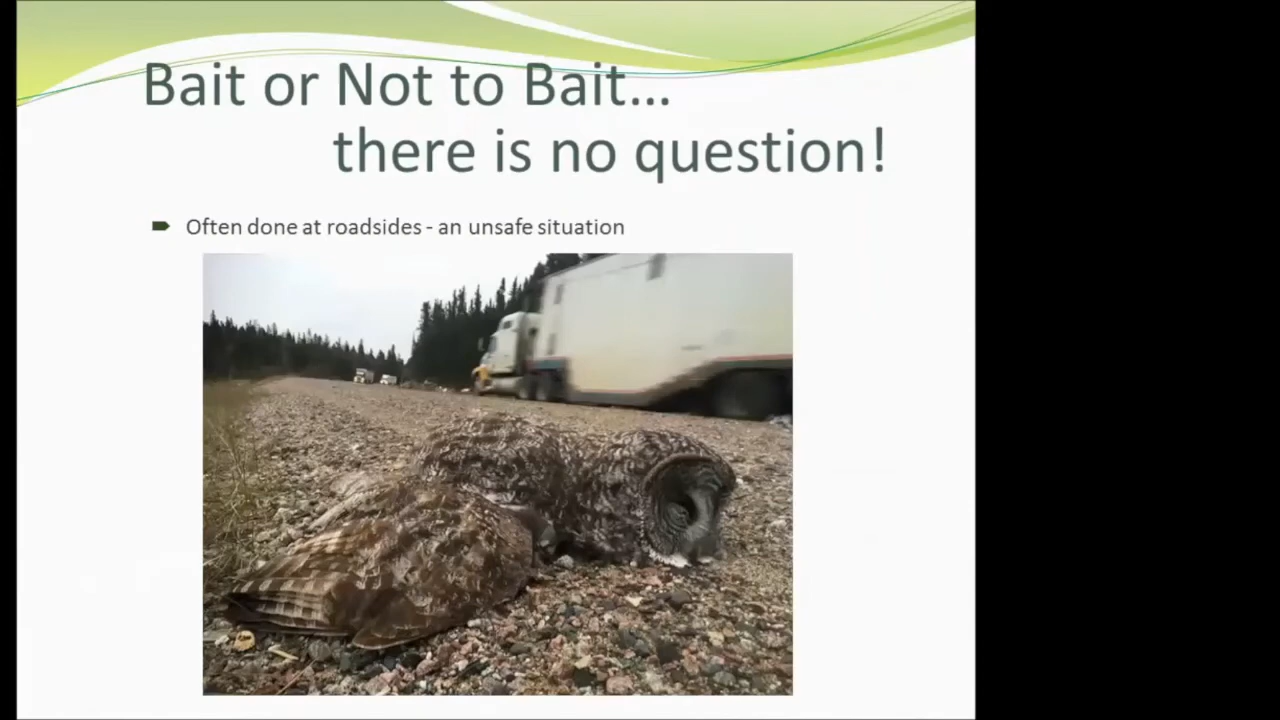 Bait or Not to Bait…
there is no question!
Often done at roadsides - an unsafe situation